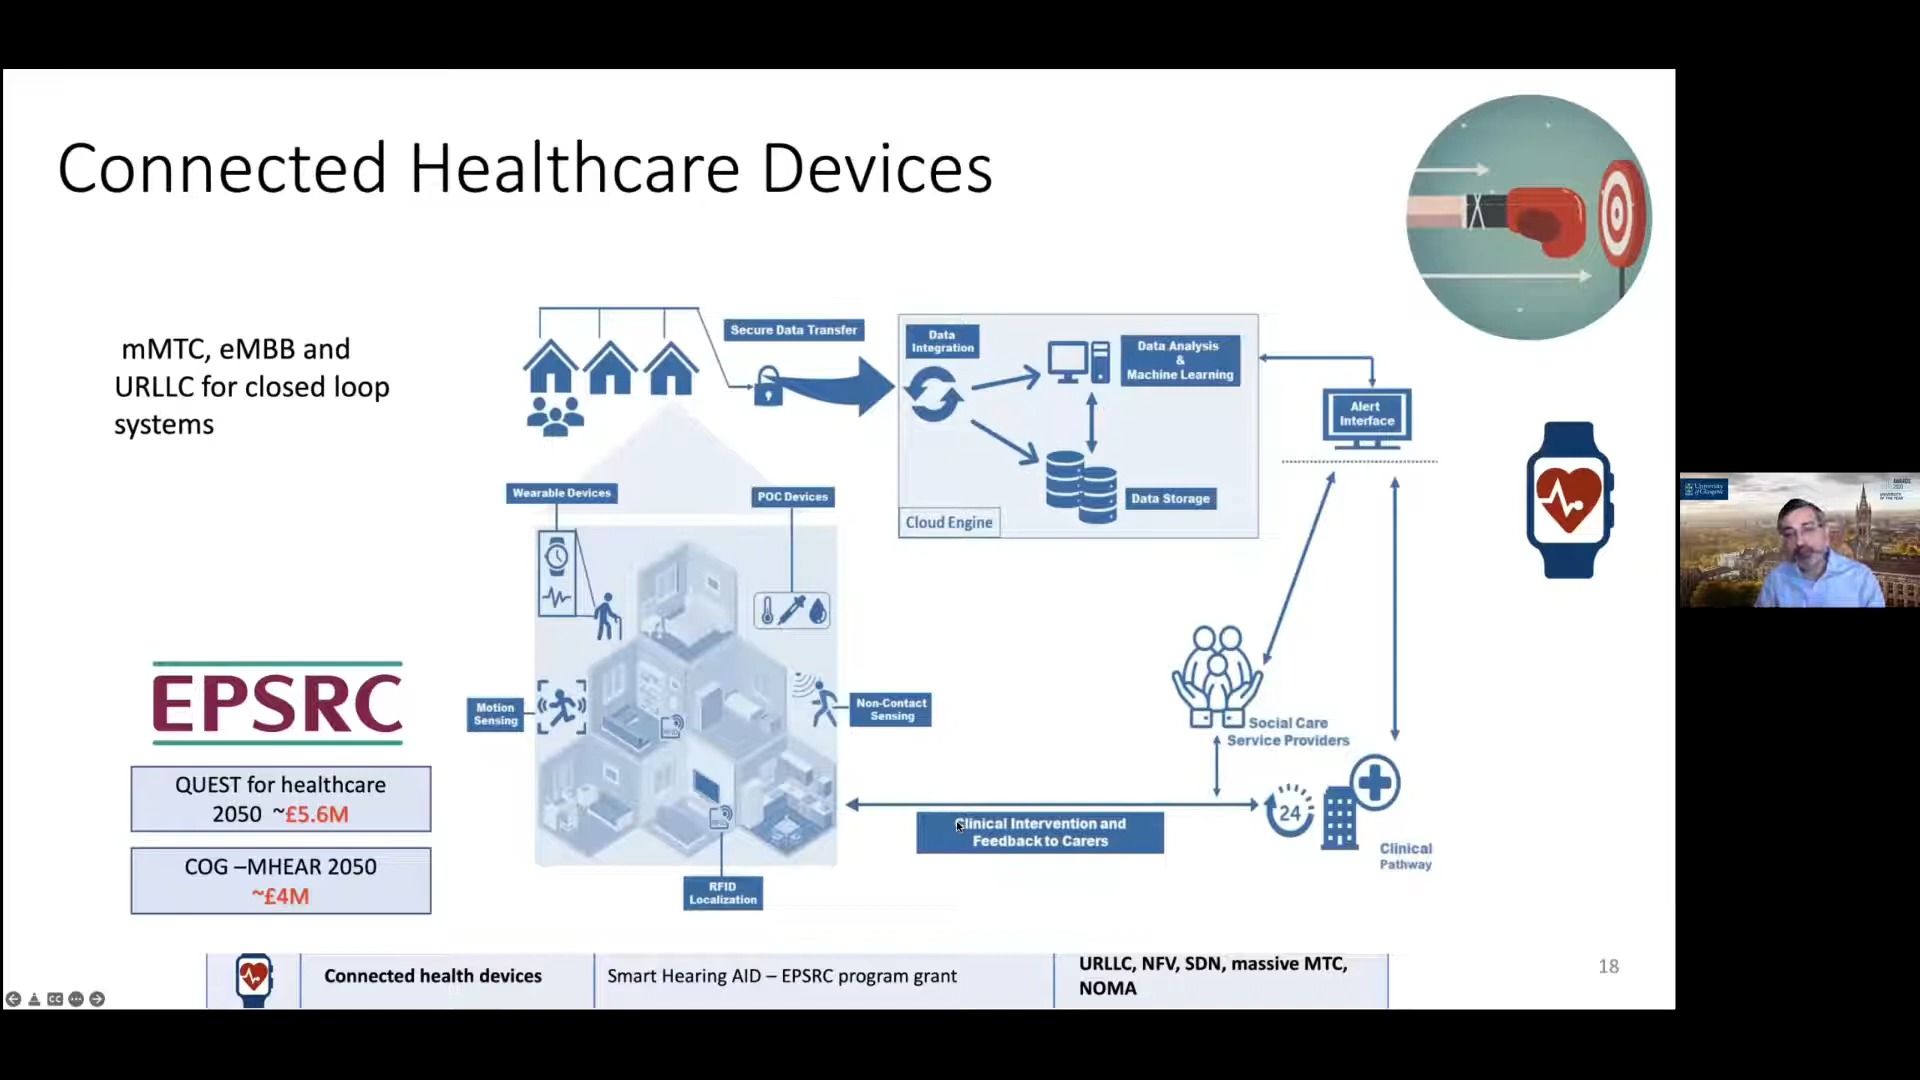 Connected Healthcare Devices
mMTC, eMBB and
URLLC for closed loop
systems
Secure Data Transfer
Data
Integration
Data Analysis
&
Machine Learning
Alert
Interface
Data Storage
Cloud Engine
Wearable Devices
POC Devices
Motion
Sensing
Non-Contact
Sensing
RFID
Localization
Social Care
Service Providers
24
Clinical Intervention and
Feedback to Carers
Clinical
Pathway
EPSRC
QUEST for healthcare
2050 ~£5.6M
COG –MHEAR 2050
~£4M
Connected health devices
Smart Hearing AID – EPSRC program grant
URLLC, NFV, SDN, massive MTC,
NOMA
18
CC
University
of Glasgow